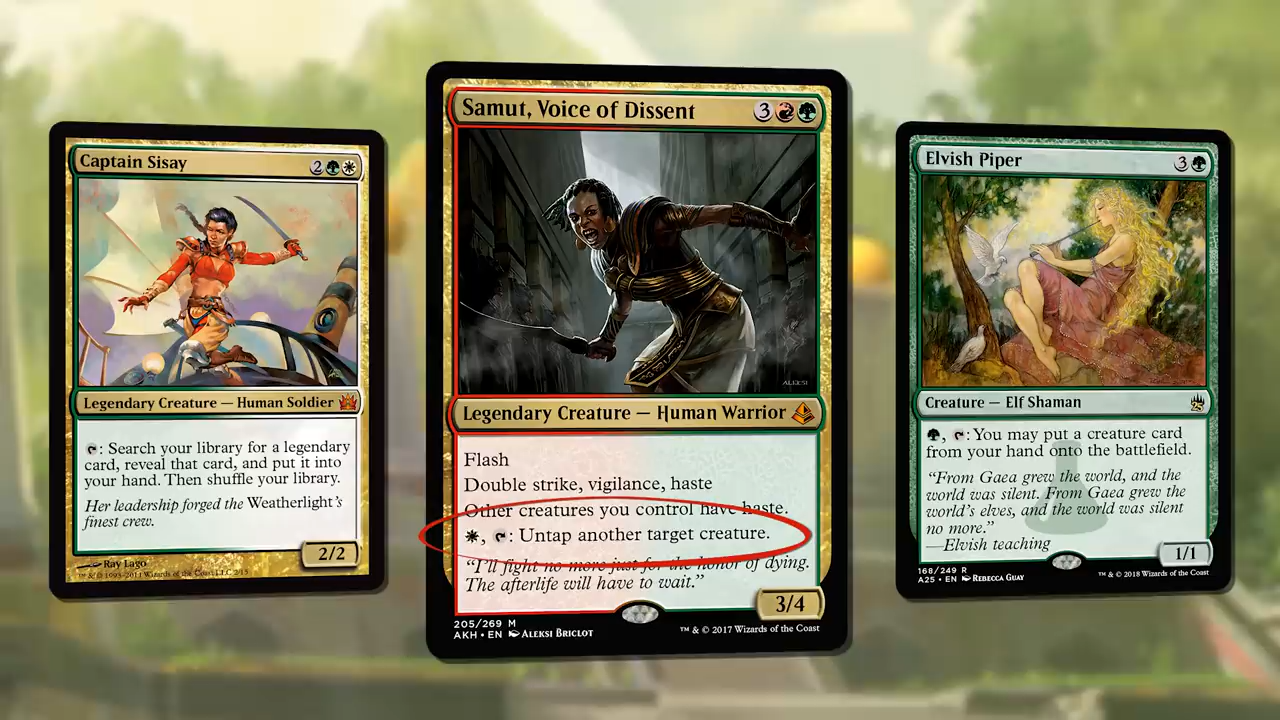 Captain Sisay 2
Legendary Creature — Human Soldier
: Search your library for a legendary
card, reveal that card, and put it into
your hand. Then shuffle your library.
Her leadership forged the Weatherlight's
finest crew.
2/2
Ray Lago
Samut, Voice of Dissent 3
ALEKSI
Legendary Creature — Human Warrior
Flash
Double strike, vigilance, haste
Other creatures you control have haste.
, : Untap another target creature.
“I'll fight no more just for the honor of dying.
The afterlife will have to wait.”
3/4
205/269 M
AKH • EN Aleksi Briclot
™ & © 2017 Wizards of the Coast
Elvish Piper 3
Creature — Elf Shaman
25
, : You may put a creature card
from your hand onto the battlefield.
“From Gaea grew the world, and the
world was silent. From Gaea grew the
world's elves, and the world was silent
no more.”
—Elvish teaching
1/1
168/249 R
A25 • EN Rebecca Guay
™ & © 2018 Wizards of the Coast